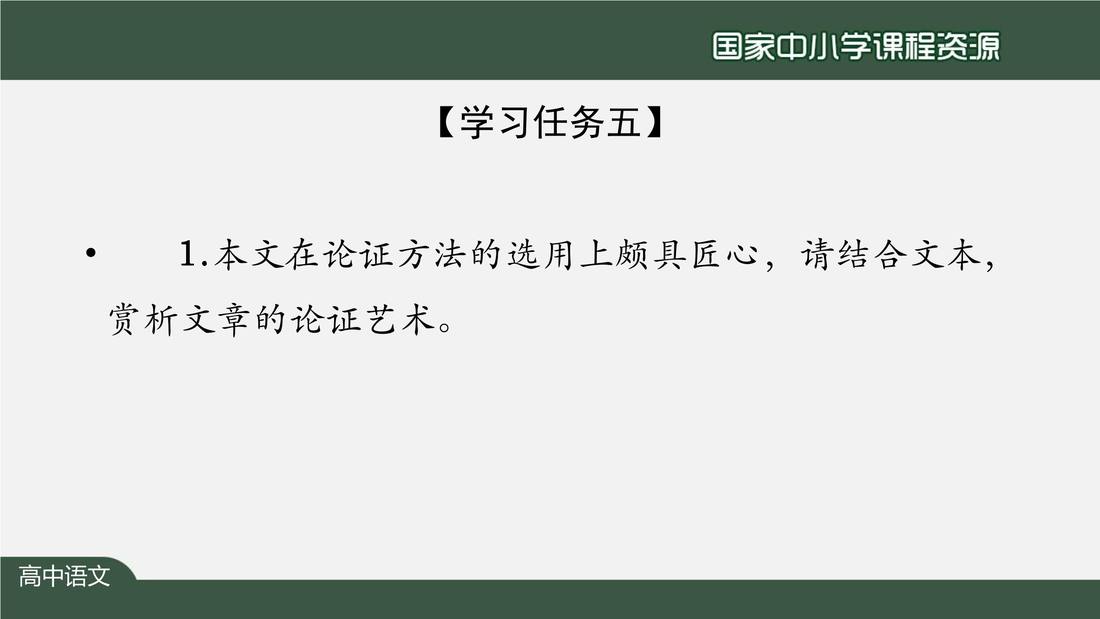 国家中小学课程资源
【学习任务五】
• 1.本文在论证方法的选用上颇具匠心，请结合文本，
赏析文章的论证艺术。
高中语文